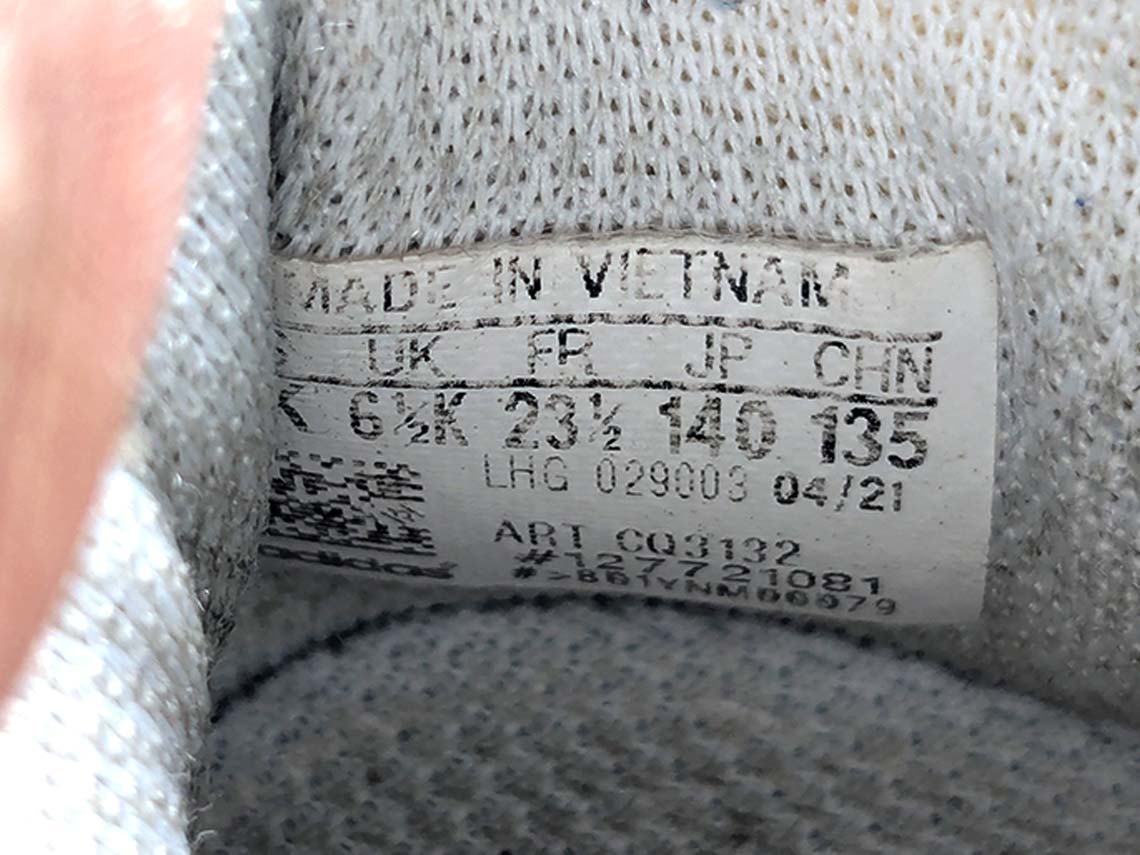 MADE IN VIETNAM
UK FR JP CHN
6½K 23½ 140 135
LHG 029003 04/21
ART CQ3132
#127721081
adidas